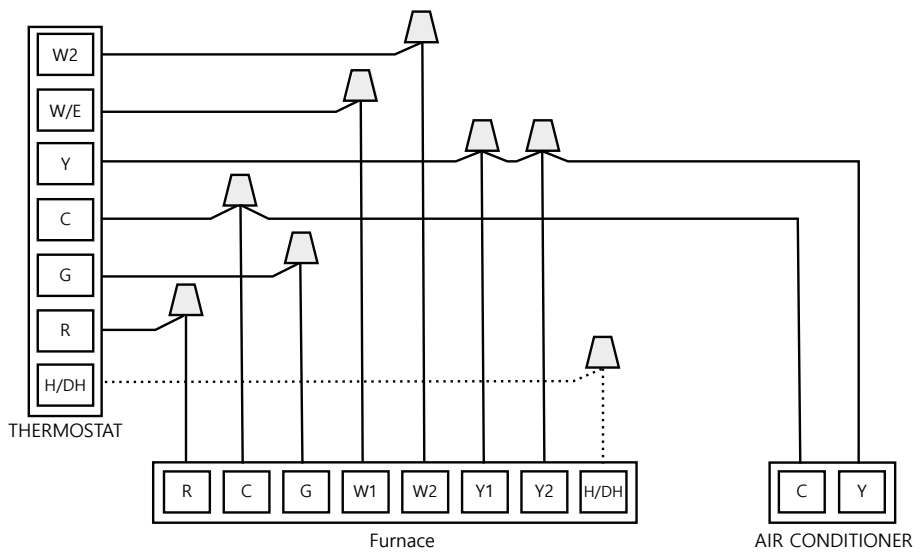 W2
W/E
Y
C
G
R
H/DH
THERMOSTAT
R C G W1 W2 Y1 Y2 H/DH
Furnace
C Y
AIR CONDITIONER